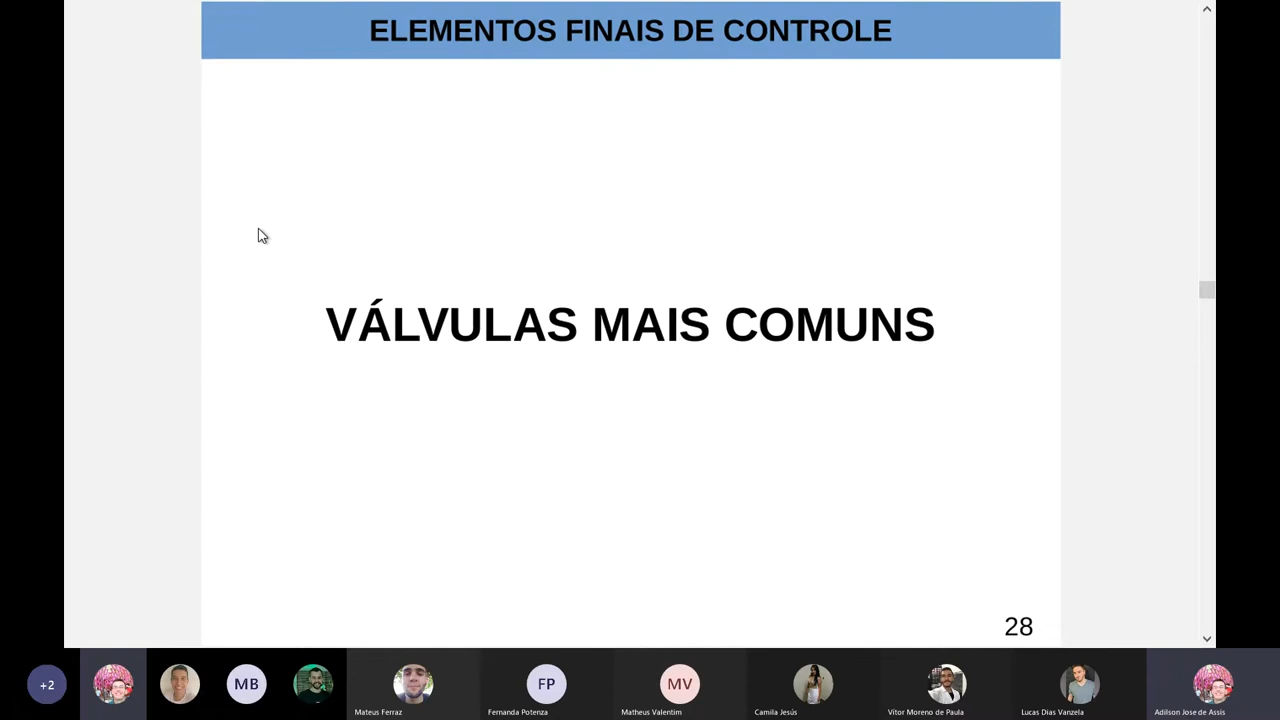 ELEMENTOS FINAIS DE CONTROLE
VÁLVULAS MAIS COMUNS
28
+2
MB
FP
MV
Mateus Ferraz
Fernanda Potenza
Matheus Valentim
Camila Jesús
Vítor Moreno de Paula
Lucas Dias Vanzela
Adilson Jose de Assis